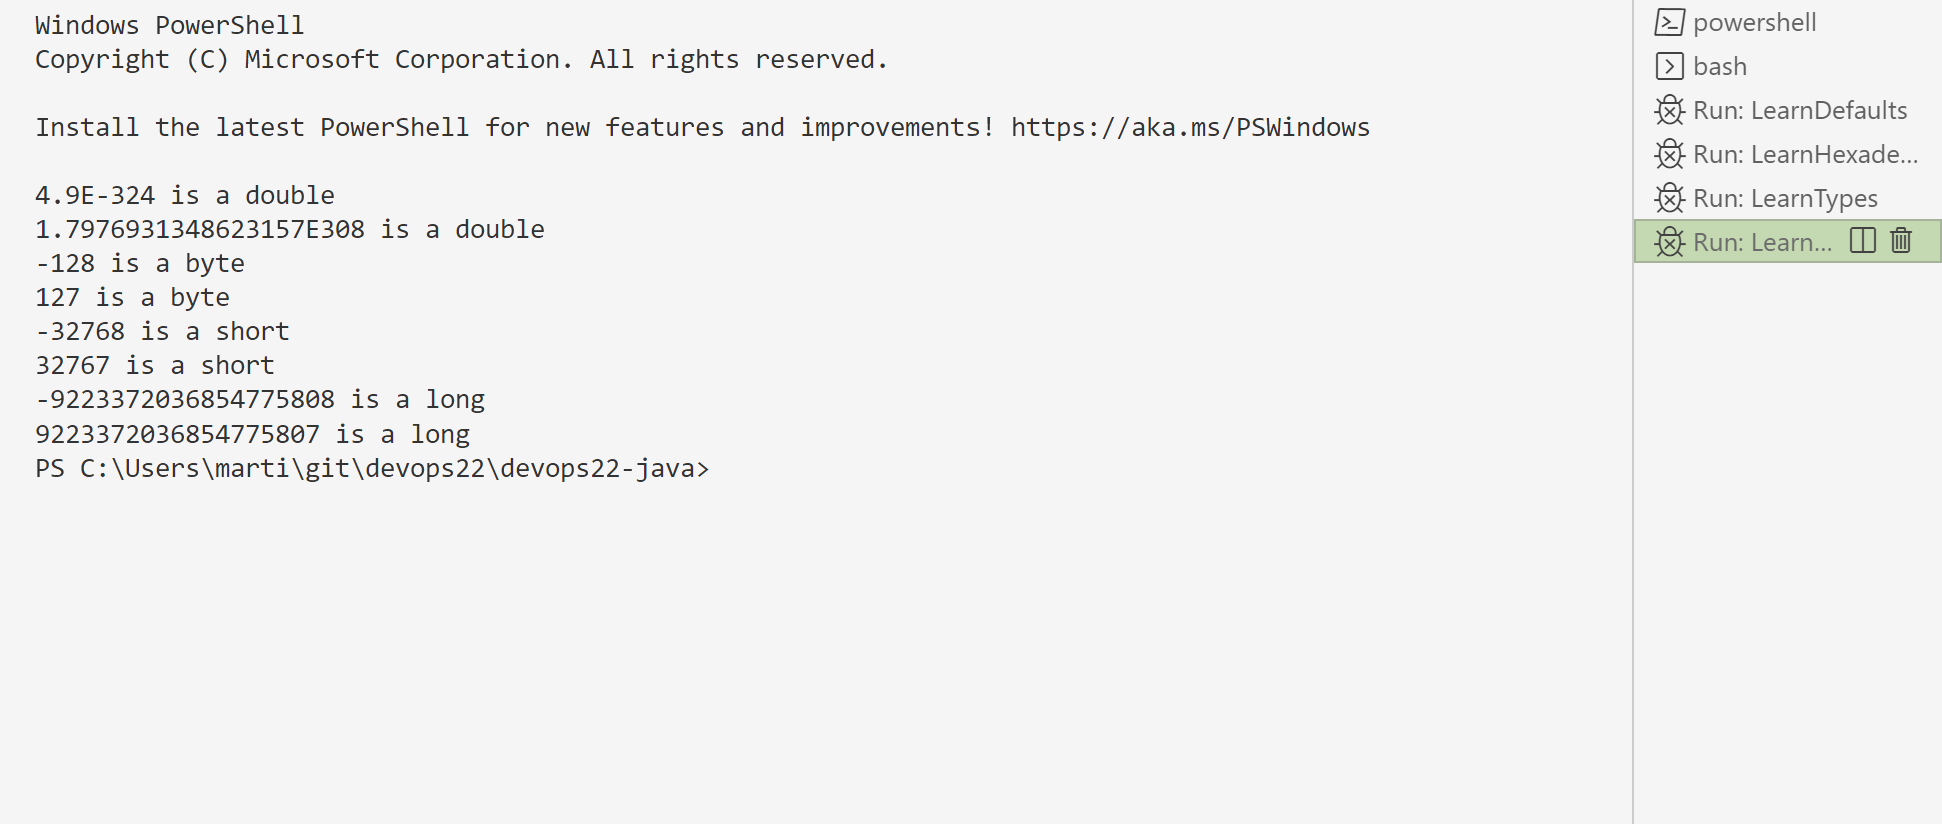 Windows PowerShell
Copyright (C) Microsoft Corporation. All rights reserved.
Install the latest PowerShell for new features and improvements! https://aka.ms/PSWindows
4.9E-324 is a double
1.7976931348623157E308 is a double
-128 is a byte
127 is a byte
-32768 is a short
32767 is a short
-9223372036854775808 is a long
9223372036854775807 is a long
PS C:\Users\marti\git\devops22\devops22-java>
powershell
bash
Run: LearnDefaults
Run: LearnHexade...
Run: LearnTypes
Run: Learn...